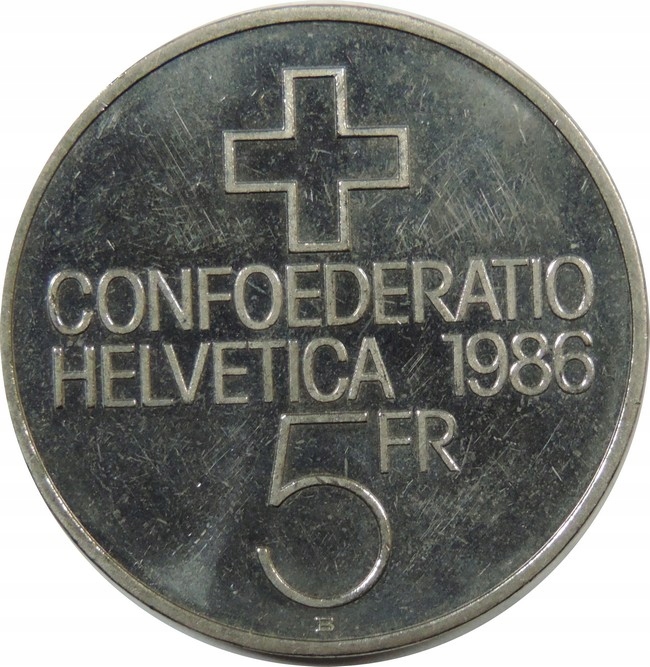 CONFOEDERATIO
HELVETICA 1986
5 FR
B